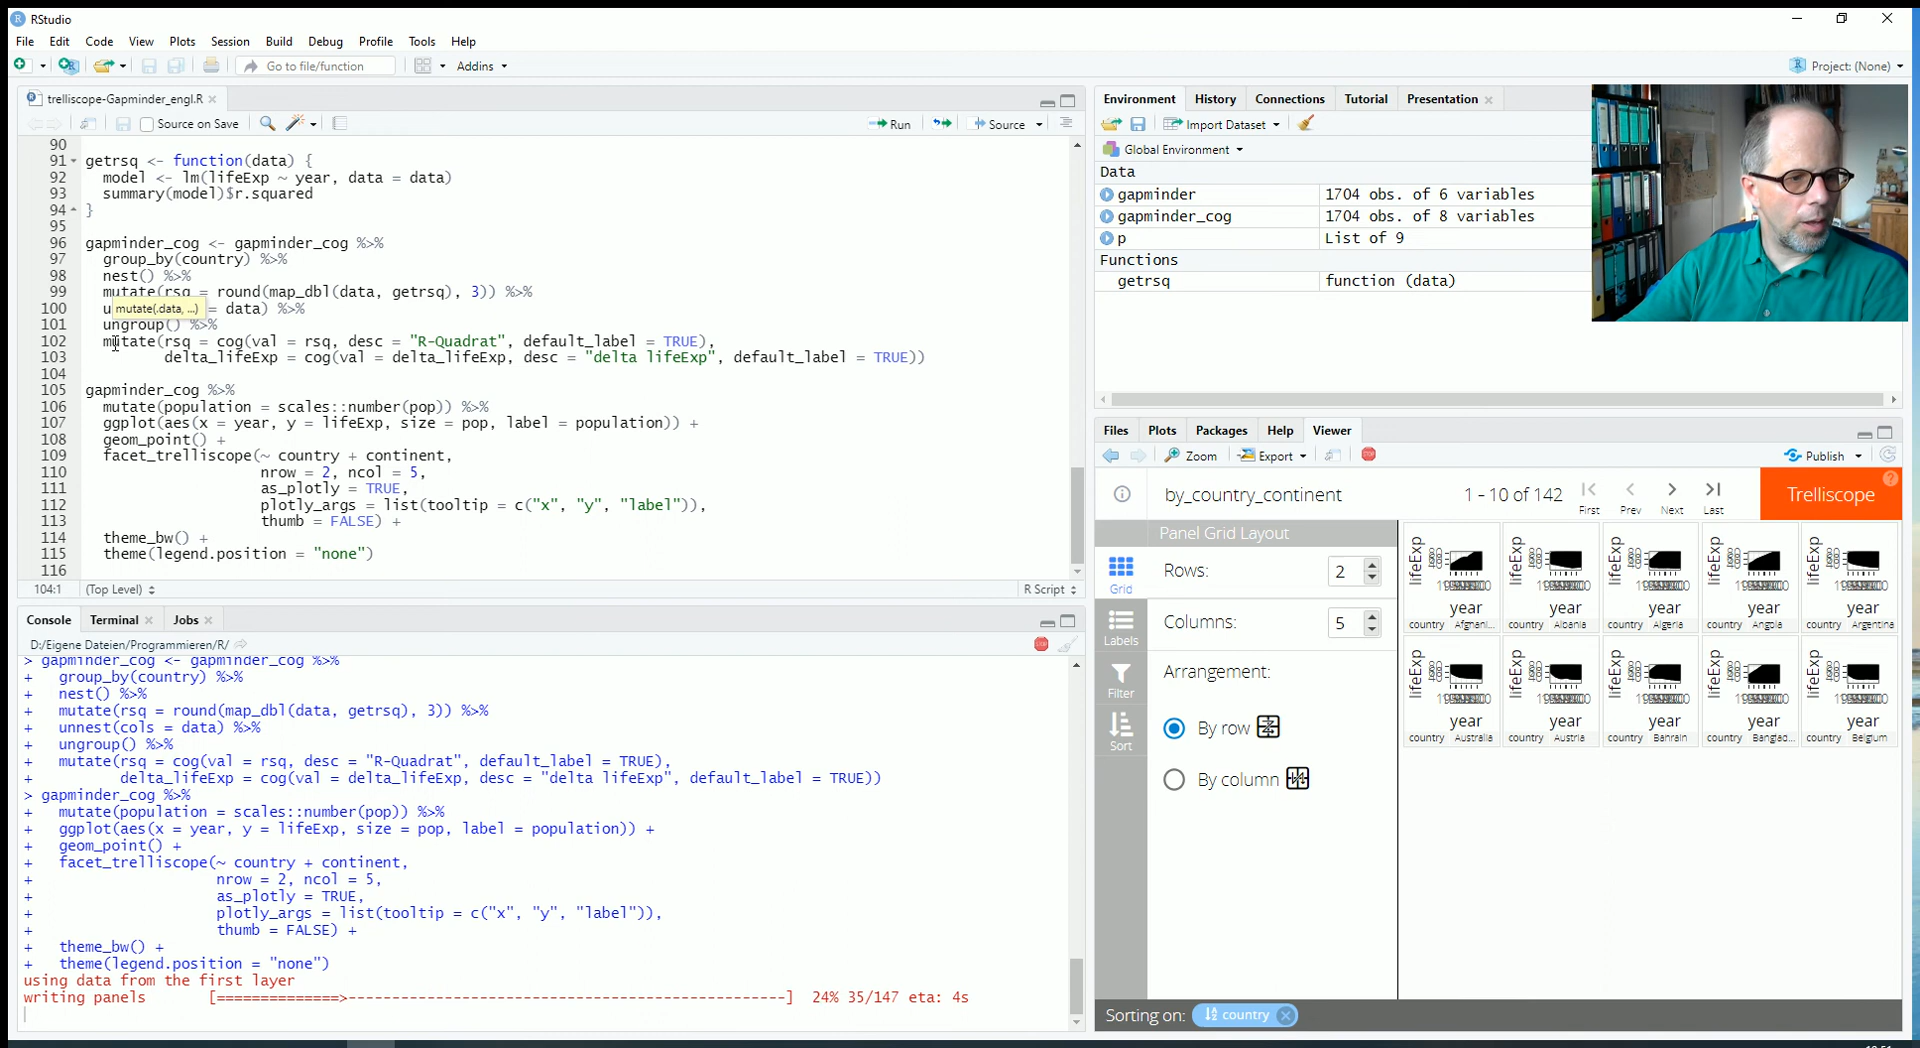 RStudio
File Edit Code View Plots Session Build Debug Profile Tools Help
Go to file/function Addins Project: (None)
trelliscope-Gapminder_engl.R
Source on Save Run Source
90
91 getrsq <- function(data) {
92 model <- lm(lifeExp ~ year, data = data)
93 summary(model)$r.squared
94 }
95
96 gapminder_cog <- gapminder_cog %>%
97 group_by(country) %>%
98 nest() %>%
99 mutate(rsq = round(map_dbl(data, getrsq), 3)) %>%
mutate(.data, ...)
100 u = data) %>%
101 ungroup() %>%
102 mutate(rsq = cog(val = rsq, desc = "R-Quadrat", default_label = TRUE),
103 delta_lifeExp = cog(val = delta_lifeExp, desc = "delta lifeExp", default_label = TRUE))
104
105 gapminder_cog %>%
106 mutate(population = scales::number(pop)) %>%
107 ggplot(aes(x = year, y = lifeExp, size = pop, label = population)) +
108 geom_point() +
109 facet_trelliscope(~ country + continent,
110 nrow = 2, ncol = 5,
111 as_plotly = TRUE,
112 plotly_args = list(tooltip = c("x", "y", "label")),
113 thumb = FALSE) +
114 theme_bw() +
115 theme(legend.position = "none")
116
104:1 (Top Level) R Script
Console Terminal Jobs
D:/Eigene Dateien/Programmieren/R/
> gapminder_cog <- gapminder_cog %>%
+ group_by(country) %>%
+ nest() %>%
+ mutate(rsq = round(map_dbl(data, getrsq), 3)) %>%
+ unnest(cols = data) %>%
+ ungroup() %>%
+ mutate(rsq = cog(val = rsq, desc = "R-Quadrat", default_label = TRUE),
+ delta_lifeExp = cog(val = delta_lifeExp, desc = "delta lifeExp", default_label = TRUE))
> gapminder_cog %>%
+ mutate(population = scales::number(pop)) %>%
+ ggplot(aes(x = year, y = lifeExp, size = pop, label = population)) +
+ geom_point() +
+ facet_trelliscope(~ country + continent,
+ nrow = 2, ncol = 5,
+ as_plotly = TRUE,
+ plotly_args = list(tooltip = c("x", "y", "label")),
+ thumb = FALSE) +
+ theme_bw() +
+ theme(legend.position = "none")
using data from the first layer
writing panels [==============>--------------------------------------------------] 24% 35/147 eta: 4s
Environment History Connections Tutorial Presentation
Import Dataset
Global Environment
Data
gapminder 1704 obs. of 6 variables
gapminder_cog 1704 obs. of 8 variables
p List of 9
Functions
getrsq function (data)
Files Plots Packages Help Viewer
Zoom Export Publish
by_country_continent 1 - 10 of 142 First Prev Next Last Trelliscope ?
Panel Grid Layout
Grid
Rows: 2
Columns: 5
Labels
Arrangement:
Filter
By row
Sort
By column
lifeExp lifeExp lifeExp lifeExp lifeExp
year year year year year
country Afghani... country Albania country Algeria country Angola country Argentina
lifeExp lifeExp lifeExp lifeExp lifeExp
year year year year year
country Australia country Austria country Bahrain country Banglad... country Belgium
Sorting on: country